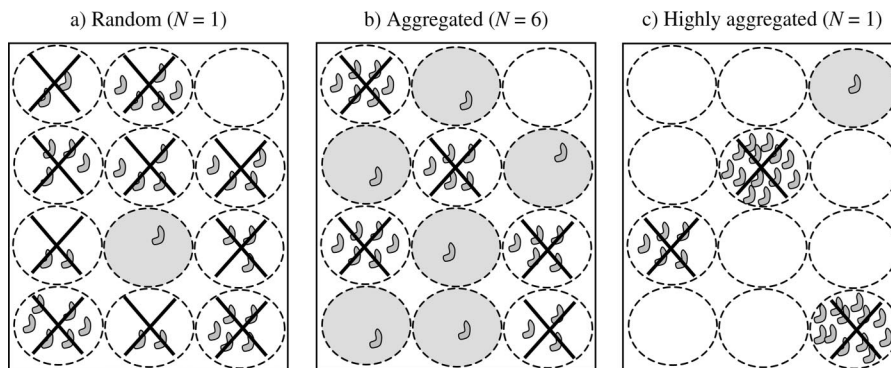 a) Random (N = 1)
b) Aggregated (N = 6)
c) Highly aggregated (N = 1)